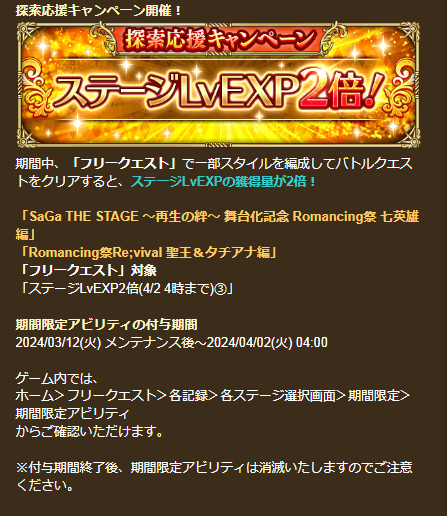 探索応援キャンペーン開催！
探索応援キャンペーン
ステージLvEXP2倍!
期間中、「フリークエスト」で一部スタイルを編成してバトルクエス
トをクリアすると、ステージLvEXPの獲得量が2倍！
「SaGa THE STAGE ～再生の絆～ 舞台化記念 Romancing祭 七英雄
編」
「Romancing祭Re;vival 聖王＆タチアナ編」
「フリークエスト」対象
「ステージLvEXP2倍(4/2 4時まで)③」
期間限定アビリティの付与期間
2024/03/12(火) メンテナンス後～2024/04/02(火) 04:00
ゲーム内では、
ホーム＞フリークエスト＞各記録＞各ステージ選択画面＞期間限定＞
期間限定アビリティ
からご確認いただけます。
※付与期間終了後、期間限定アビリティは消滅いたしますのでご注意
ください。